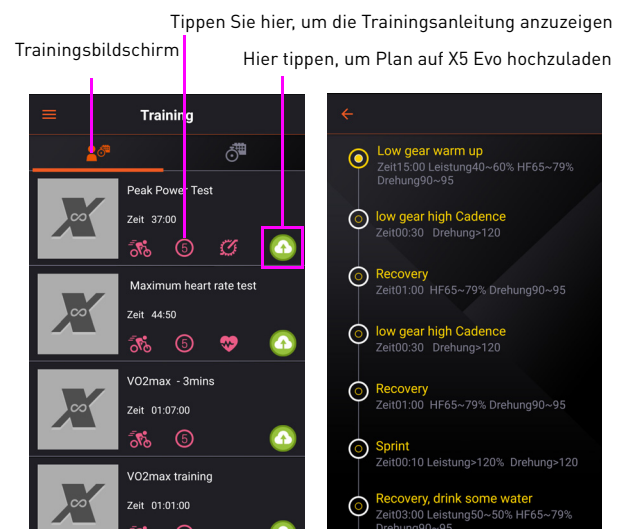 Tippen Sie hier, um die Trainingsanleitung anzuzeigen
Trainingsbildschirm
Hier tippen, um Plan auf X5 Evo hochzuladen
Training
Peak Power Test
Zeit 37:00
5
Maximum heart rate test
Zeit 44:50
5
VO2max - 3mins
Zeit 01:07:00
5
VO2max training
Zeit 01:01:00
Low gear warm up
Zeit15:00 Leistung40~60% HF65~79%
Drehung90~95
low gear high Cadence
Zeit00:30 Drehung>120
Recovery
Zeit01:00 HF65~79% Drehung90~95
low gear high Cadence
Zeit00:30 Drehung>120
Recovery
Zeit01:00 HF65~79% Drehung90~95
Sprint
Zeit00:10 Leistung>120% Drehung>120
Recovery, drink some water
Zeit03:00 Leistung50~50% HF65~79%
Drehung90~95